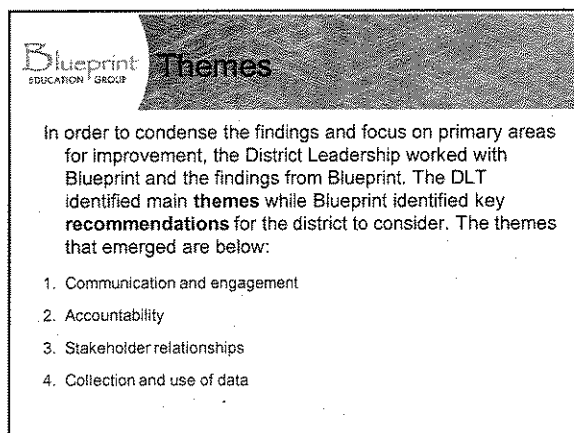 Blueprint
EDUCATION GROUP
Themes
In order to condense the findings and focus on primary areas
for improvement, the District Leadership worked with
Blueprint and the findings from Blueprint. The DLT
identified main themes while Blueprint identified key
recommendations for the district to consider. The themes
that emerged are below:
1. Communication and engagement
2. Accountability
3. Stakeholder relationships
4. Collection and use of data